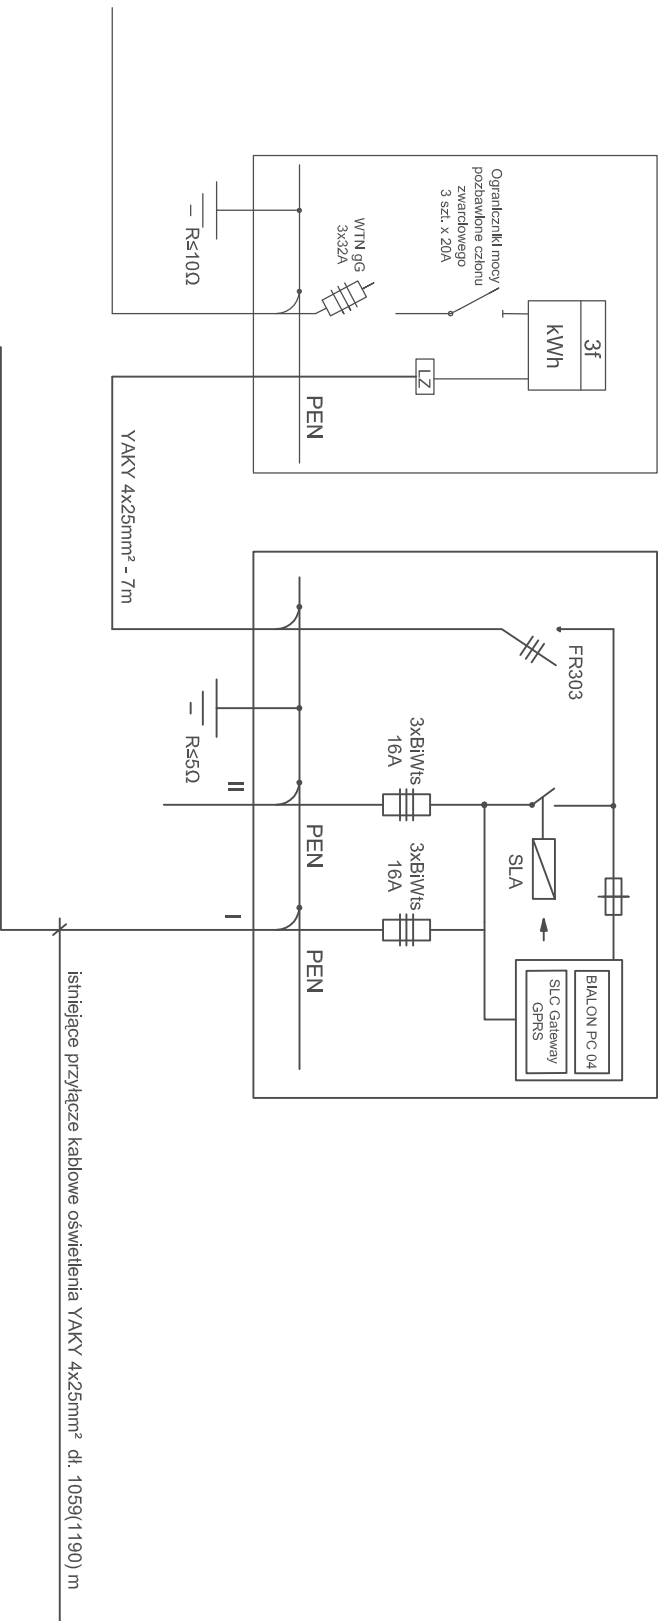 3f
kWh
Ograniczniki mocy
pozbawione członu
zwarciowego
3 szt. x 20A
LZ
WTN gG
3x32A
PEN
R≤10Ω
YAKY 4x25mm² - 7m
FR303
SLA
BIALON PC 04
SLC Gateway
GPRS
3xBiWts
16A
3xBiWts
16A
PEN
PEN
R≤5Ω
II
I
istniejące przyłącze kablowe oświetlenia YAKY 4x25mm² dł. 1059(1190) m